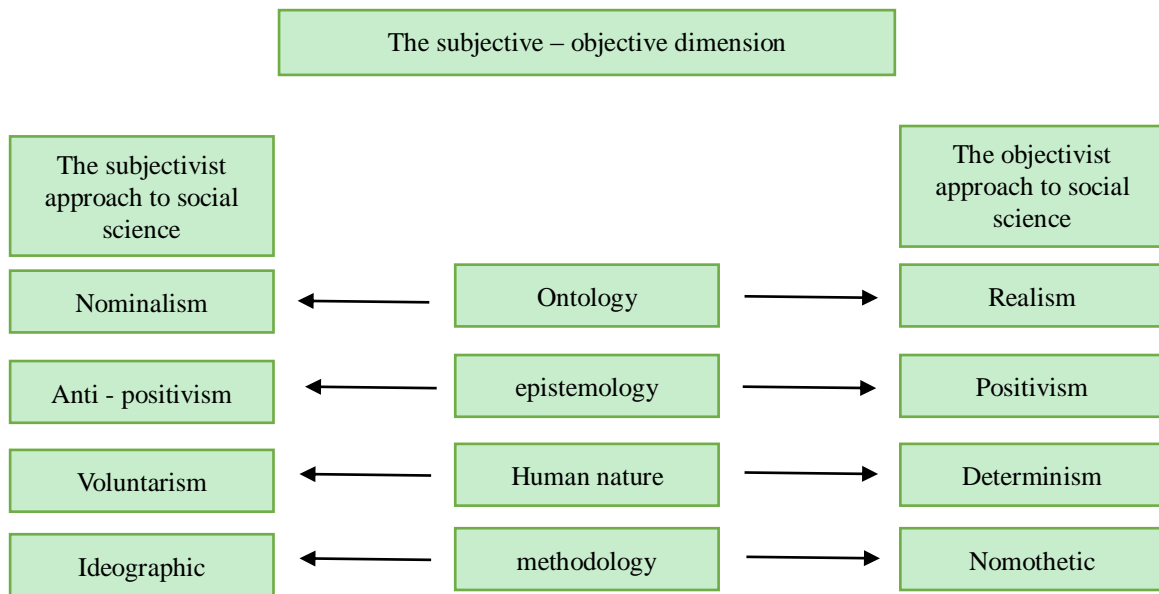 The subjective – objective dimension
The subjectivist
approach to social
science
The objectivist
approach to social
science
Nominalism
Ontology
Realism
Anti - positivism
epistemology
Positivism
Voluntarism
Human nature
Determinism
Ideographic
methodology
Nomothetic